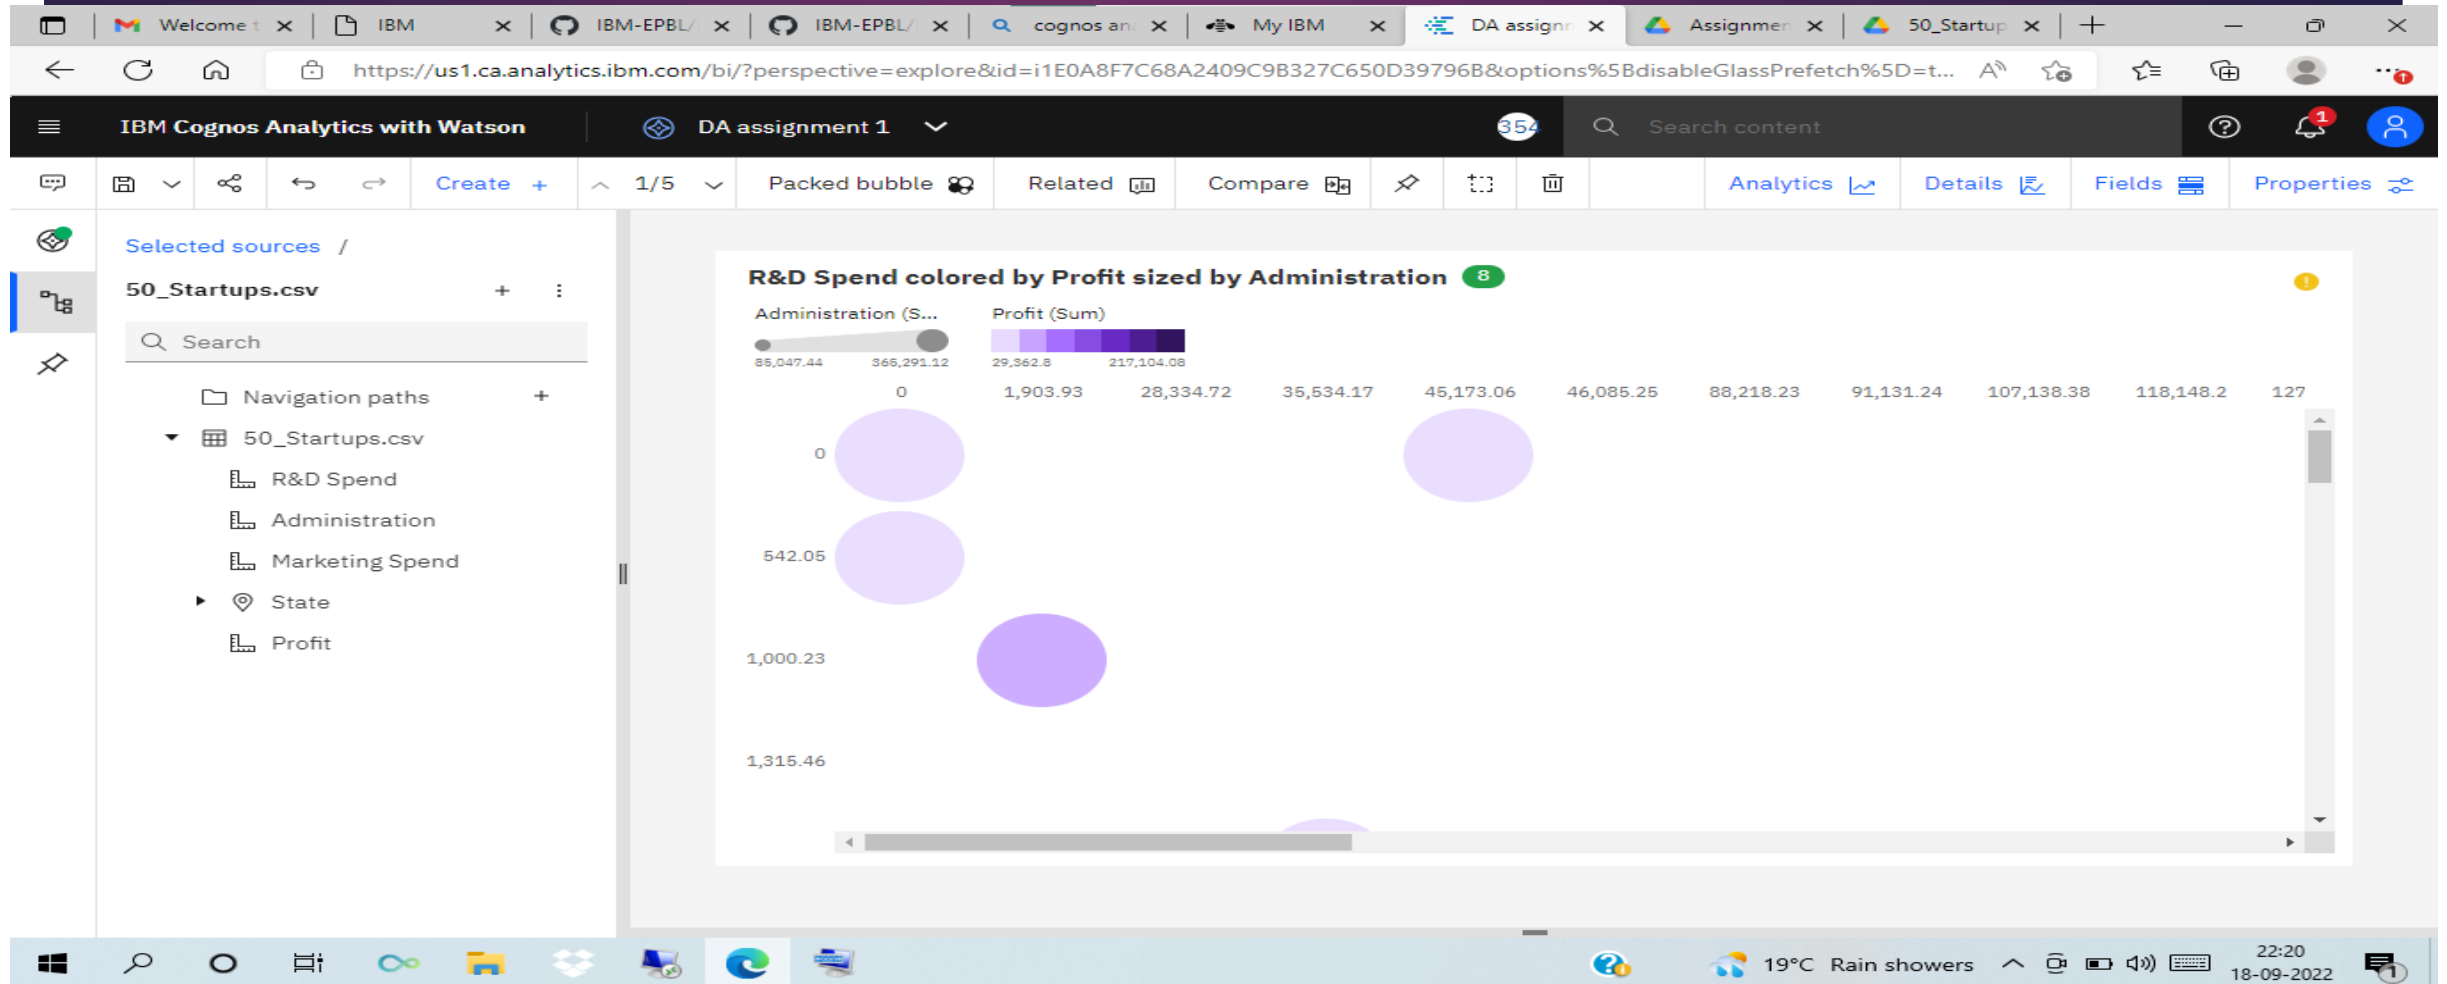 Welcome t
IBM
IBM-EPBL/
IBM-EPBL/
cognos an
My IBM
DA assignn
Assignmen
50_Startup
https://us1.ca.analytics.ibm.com/bi/?perspective=explore&id=i1E0A8F7C68A2409C9B327C650D39796B&options%5BdisableGlassPrefetch%5D=t...
IBM Cognos Analytics with Watson
DA assignment 1
354
Search content
1
Create +
1/5
Packed bubble
Related
Compare
Analytics
Details
Fields
Properties
Selected sources /
50_Startups.csv
Search
Navigation paths
50_Startups.csv
R&D Spend
Administration
Marketing Spend
State
Profit
R&D Spend colored by Profit sized by Administration 8
Administration (S... Profit (Sum)
85,047.44 365,291.12 29,362.8 217,104.08
0 1,903.93 28,334.72 35,534.17 45,173.06 46,085.25 88,218.23 91,131.24 107,138.38 118,148.2 127
0
542.05
1,000.23
1,315.46
19°C Rain showers
22:20
18-09-2022
1